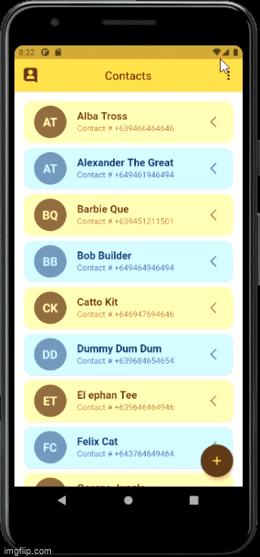 8:22
Contacts
AT
Alba Tross
Contact # +639466464646
AT
Alexander The Great
Contact # +649461946494
BQ
Barbie Que
Contact # +639451211501
BB
Bob Builder
Contact # +649464946494
CK
Catto Kit
Contact # +646947694646
DD
Dummy Dum Dum
Contact # +639684654654
ET
El ephan Tee
Contact # +639646464946
FC
Felix Cat
Contact # +643764649464
+
imgflip.com